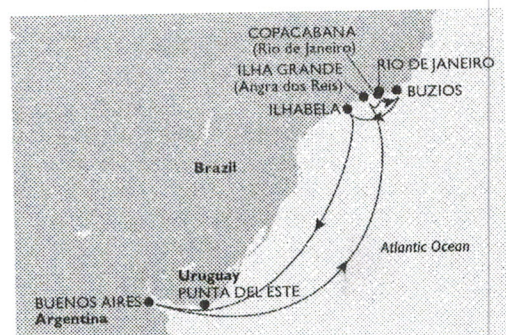 COPACABANA
(Rio de Janeiro)
RIO DE JANEIRO
ILHA GRANDE
(Angra dos Reis)
BUZIOS
ILHABELA
Brazil
Atlantic Ocean
Uruguay
PUNTA DEL ESTE
BUENOS AIRES
Argentina